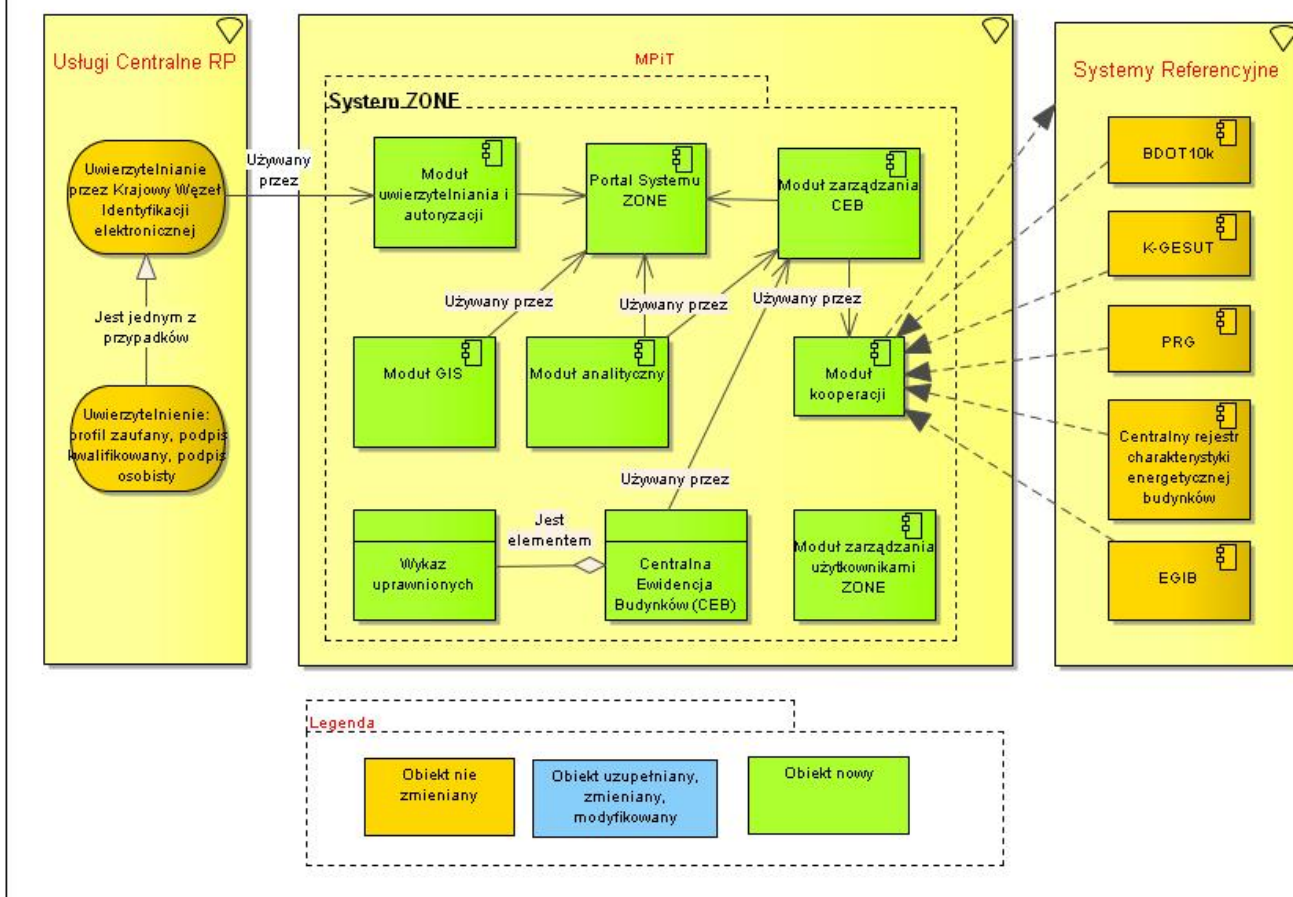 Usługi Centralne RP
Uwierzytelnianie
przez Krajowy Węzeł
Identyfikacji
elektronicznej
Jest jednym z
przypadków
Uwierzytelnienie:
profil zaufany, podpis
kwalifikowany, podpis
osobisty
Używany
przez
MPiT
System ZONE
Moduł
uwierzytelniania i
autoryzacji
Portal Systemu
ZONE
Moduł zarządzania
CEB
Używany przez
Używany przez
Używany przez
Moduł GIS
Moduł analityczny
Moduł
kooperacji
Używany przez
Wykaz
uprawnionych
Jest
elementem
Centralna
Ewidencja
Budynków (CEB)
Moduł zarządzania
użytkownikami
ZONE
Systemy Referencyjne
BDOT10k
K-GESUT
PRG
Centralny rejestr
charakterystyki
energetycznej
budynków
EGIB
Legenda
Obiekt nie
zmieniany
Obiekt uzupełniany,
zmieniany,
modyfikowany
Obiekt nowy